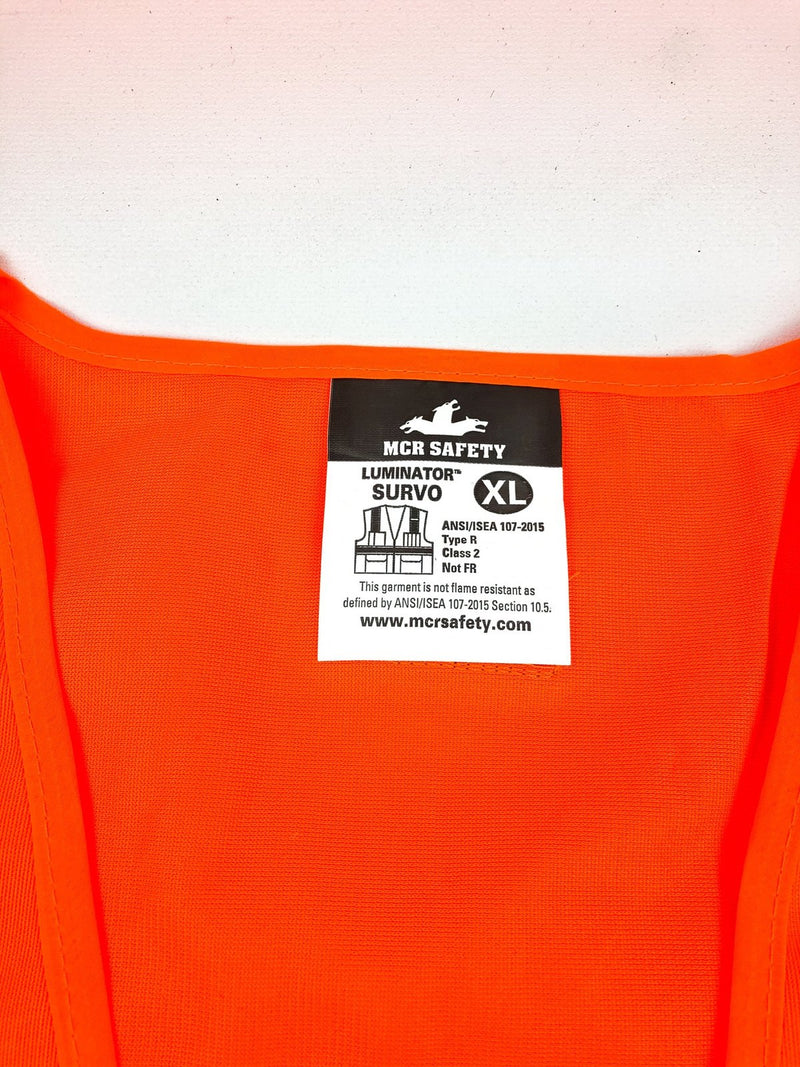 MCR SAFETY
LUMINATOR™
SURVO
XL
ANSI/ISEA 107-2015
Type R
Class 2
Not FR
This garment is not flame resistant as
defined by ANSI/ISEA 107-2015 Section 10.5.
www.mcrsafety.com